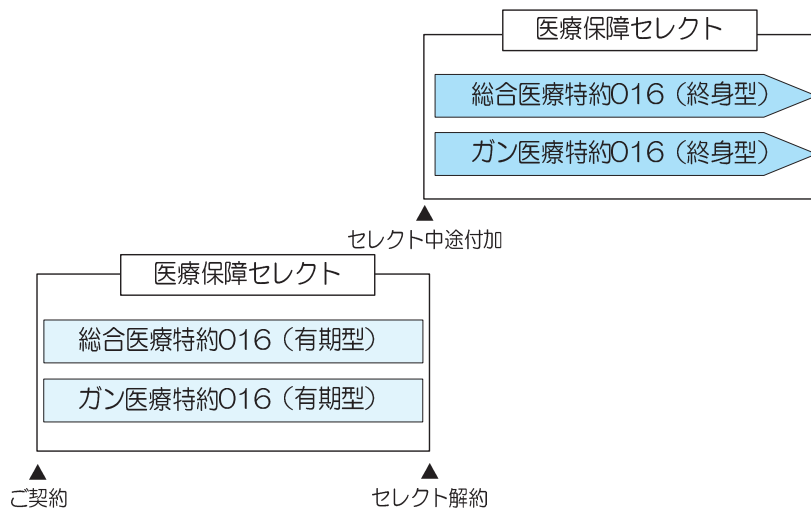 医療保障セレクト
総合医療特約016（終身型）
ガン医療特約016（終身型）
▲
セレクト中途付加
医療保障セレクト
総合医療特約016（有期型）
ガン医療特約016（有期型）
▲ ▲
ご契約 セレクト解約